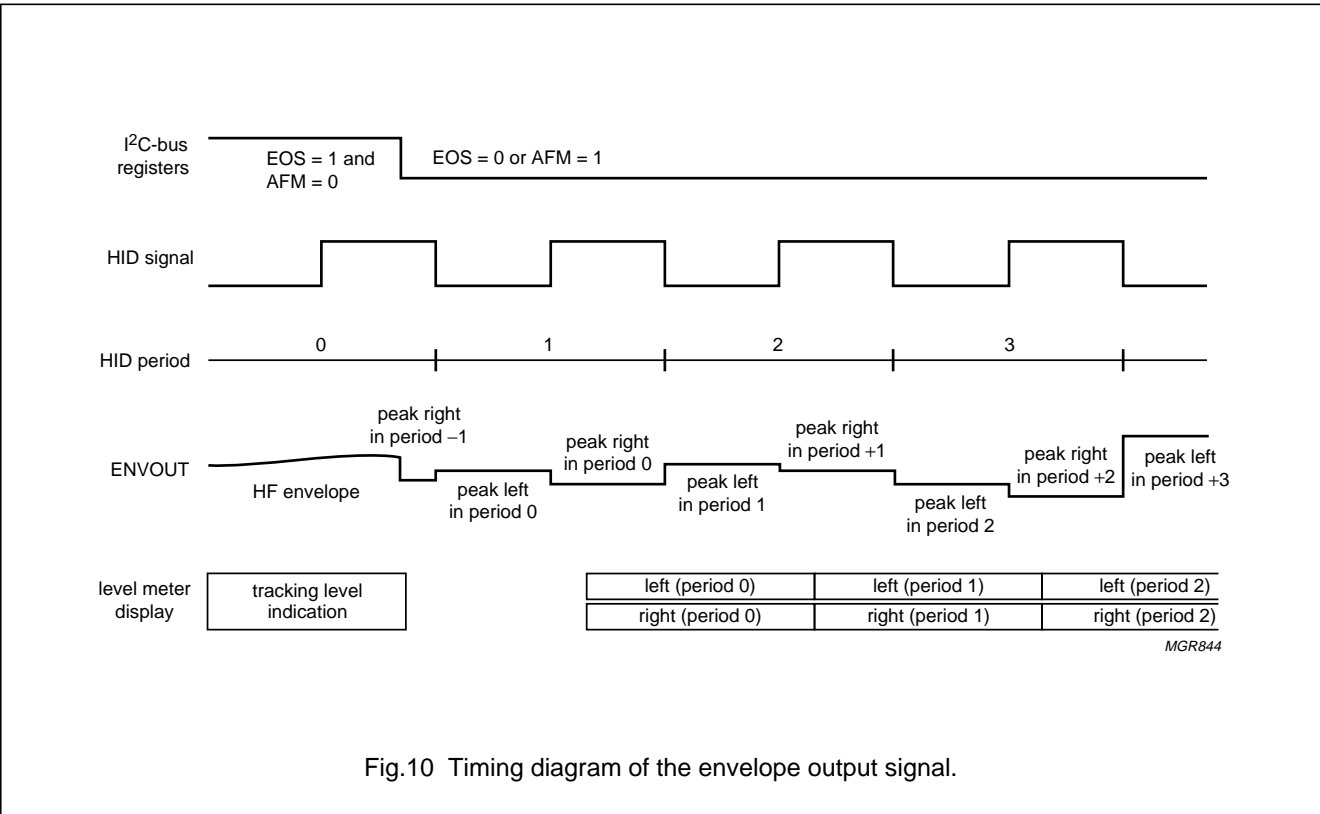 I²C-bus
registers
EOS = 1 and
AFM = 0
EOS = 0 or AFM = 1
HID signal
HID period
0
1
2
3
ENVOUT
HF envelope
peak right
in period −1
peak left
in period 0
peak right
in period 0
peak left
in period 1
peak right
in period +1
peak left
in period 2
peak right
in period +2
peak left
in period +3
level meter
display
tracking level
indication
left (period 0)
left (period 1)
left (period 2)
right (period 0)
right (period 1)
right (period 2)
MGR844
Fig.10 Timing diagram of the envelope output signal.